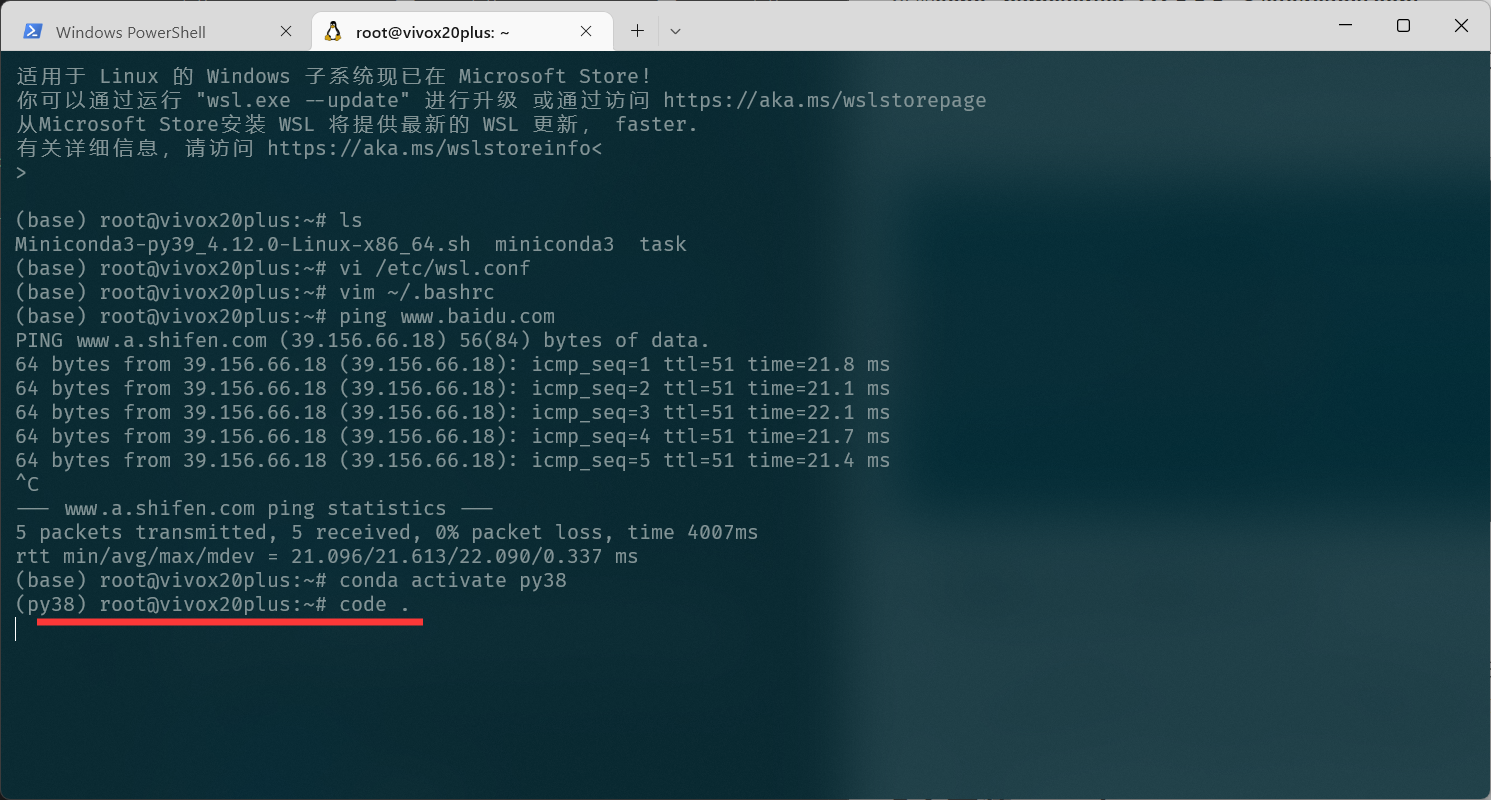 Windows PowerShell
root@vivox20plus: ~
适用于 Linux 的 Windows 子系统现已在 Microsoft Store!
你可以通过运行 "wsl.exe --update" 进行升级 或通过访问 https://aka.ms/wslstorepage
从Microsoft Store安装 WSL 将提供最新的 WSL 更新， faster.
有关详细信息，请访问 https://aka.ms/wslstoreinfo<
>
(base) root@vivox20plus:~# ls
Miniconda3-py39_4.12.0-Linux-x86_64.sh  miniconda3  task
(base) root@vivox20plus:~# vi /etc/wsl.conf
(base) root@vivox20plus:~# vim ~/.bashrc
(base) root@vivox20plus:~# ping www.baidu.com
PING www.a.shifen.com (39.156.66.18) 56(84) bytes of data.
64 bytes from 39.156.66.18 (39.156.66.18): icmp_seq=1 ttl=51 time=21.8 ms
64 bytes from 39.156.66.18 (39.156.66.18): icmp_seq=2 ttl=51 time=21.1 ms
64 bytes from 39.156.66.18 (39.156.66.18): icmp_seq=3 ttl=51 time=22.1 ms
64 bytes from 39.156.66.18 (39.156.66.18): icmp_seq=4 ttl=51 time=21.7 ms
64 bytes from 39.156.66.18 (39.156.66.18): icmp_seq=5 ttl=51 time=21.4 ms
^C
--- www.a.shifen.com ping statistics ---
5 packets transmitted, 5 received, 0% packet loss, time 4007ms
rtt min/avg/max/mdev = 21.096/21.613/22.090/0.337 ms
(base) root@vivox20plus:~# conda activate py38
(py38) root@vivox20plus:~# code .